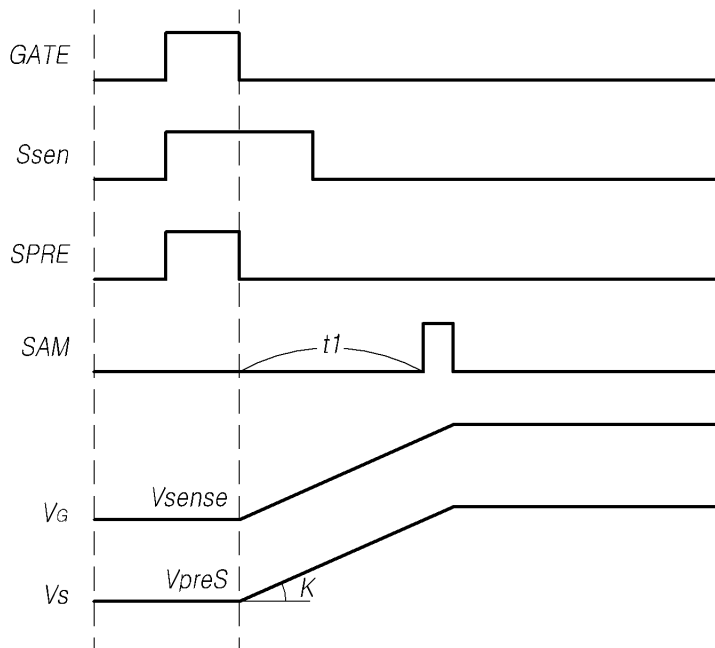 GATE
Ssen
SPRE
SAM
t1
Vsense
VG
VpreS
K
Vs